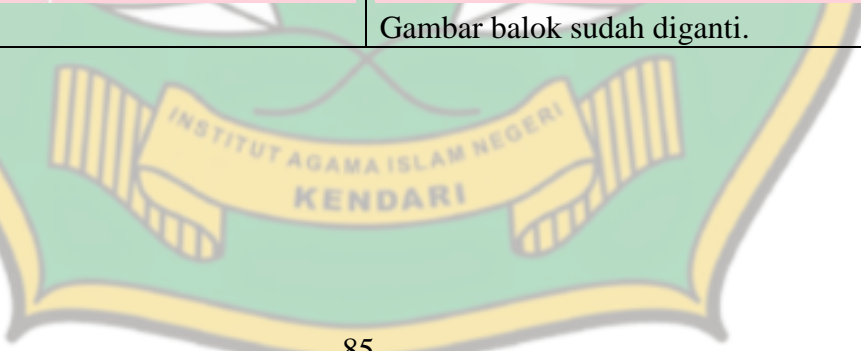 Gambar balok sudah diganti.
INSTITUT AGAMA ISLAM NEGERI
KENDARI
85